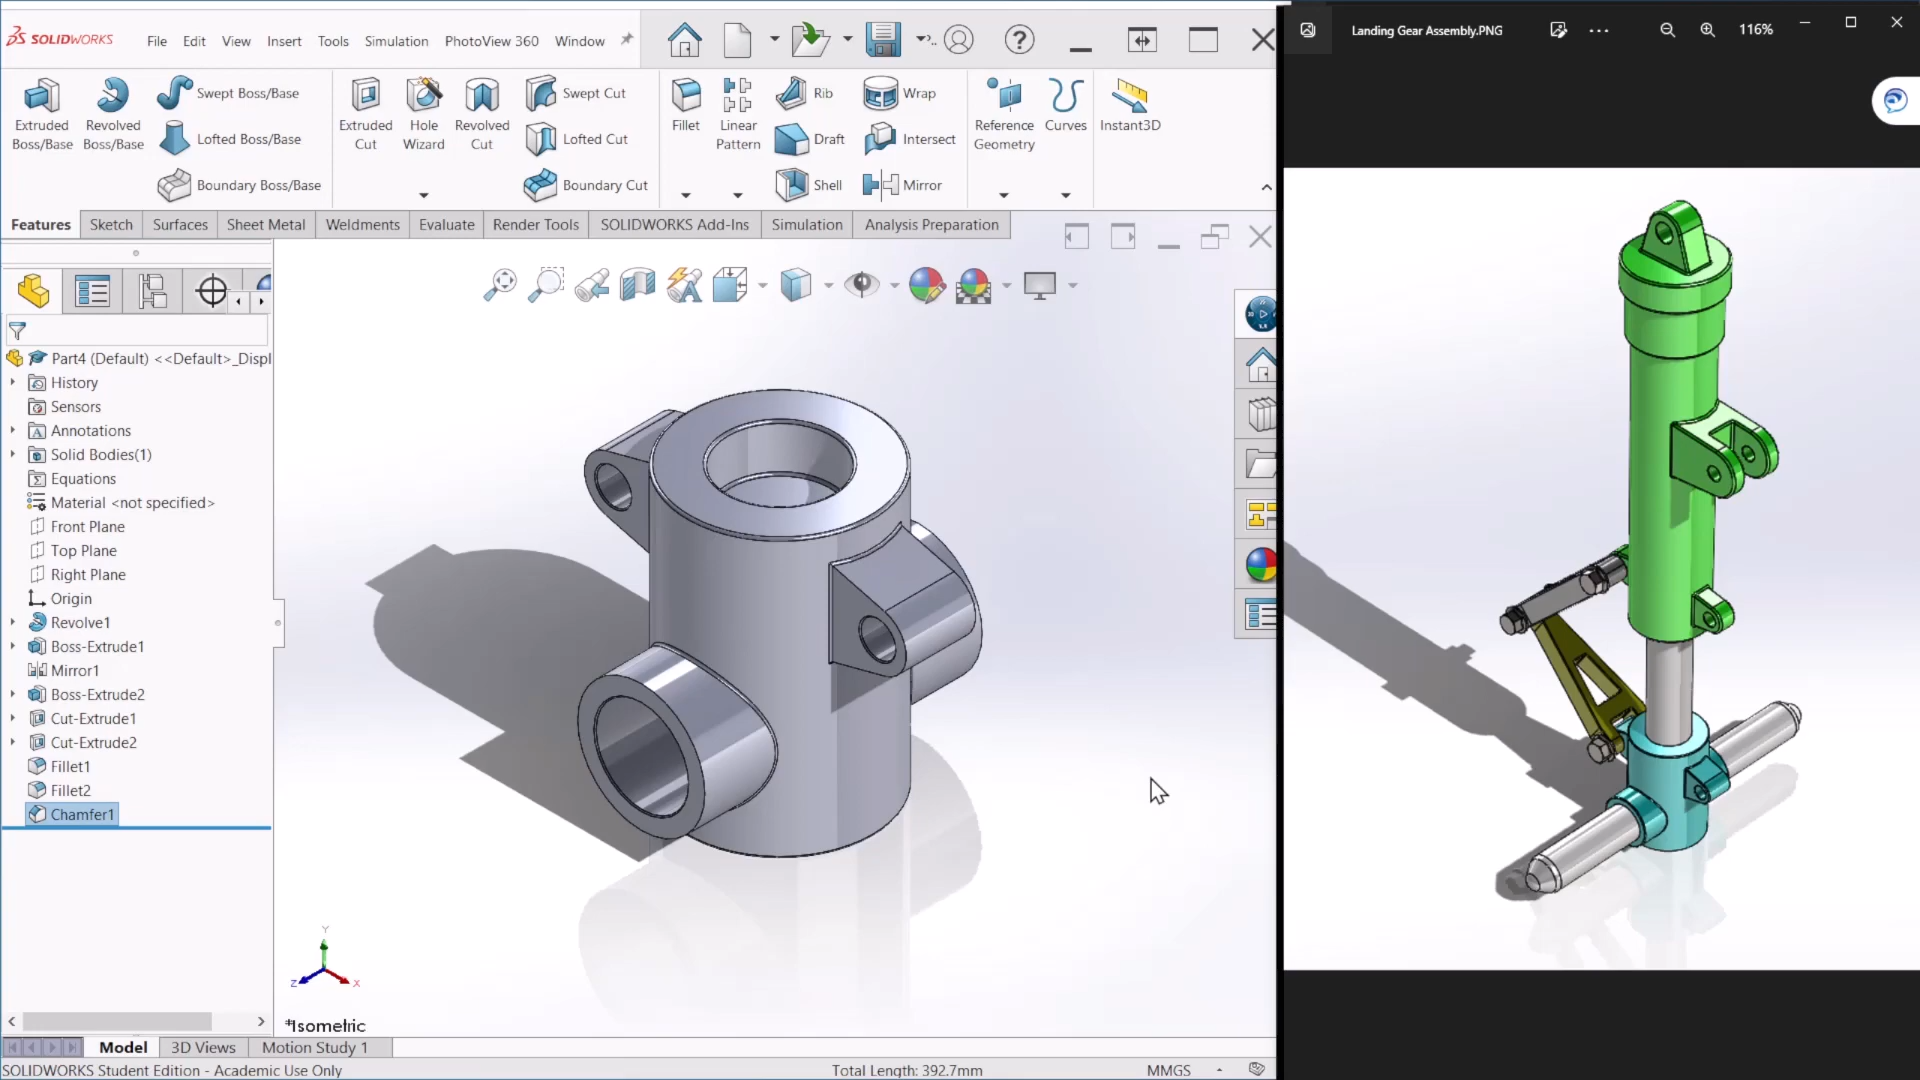 SOLIDWORKS File Edit View Insert Tools Simulation PhotoView 360 Window
Extruded Boss/Base
Revolved Boss/Base
Swept Boss/Base
Lofted Boss/Base
Boundary Boss/Base
Extruded Cut
Hole Wizard
Revolved Cut
Swept Cut
Lofted Cut
Boundary Cut
Fillet
Linear Pattern
Rib
Draft
Shell
Wrap
Intersect
Mirror
Reference Geometry
Curves
Instant3D
Features Sketch Surfaces Sheet Metal Weldments Evaluate Render Tools SOLIDWORKS Add-Ins Simulation Analysis Preparation
Part4 (Default) <<Default>_Displ
History
Sensors
Annotations
Solid Bodies(1)
Equations
Material <not specified>
Front Plane
Top Plane
Right Plane
Origin
Revolve1
Boss-Extrude1
Mirror1
Boss-Extrude2
Cut-Extrude1
Cut-Extrude2
Fillet1
Fillet2
Chamfer1
Y
Z
X
*Isometric
Model 3D Views Motion Study 1
SOLIDWORKS Student Edition - Academic Use Only Total Length: 392.7mm MMGS
Landing Gear Assembly.PNG 116%